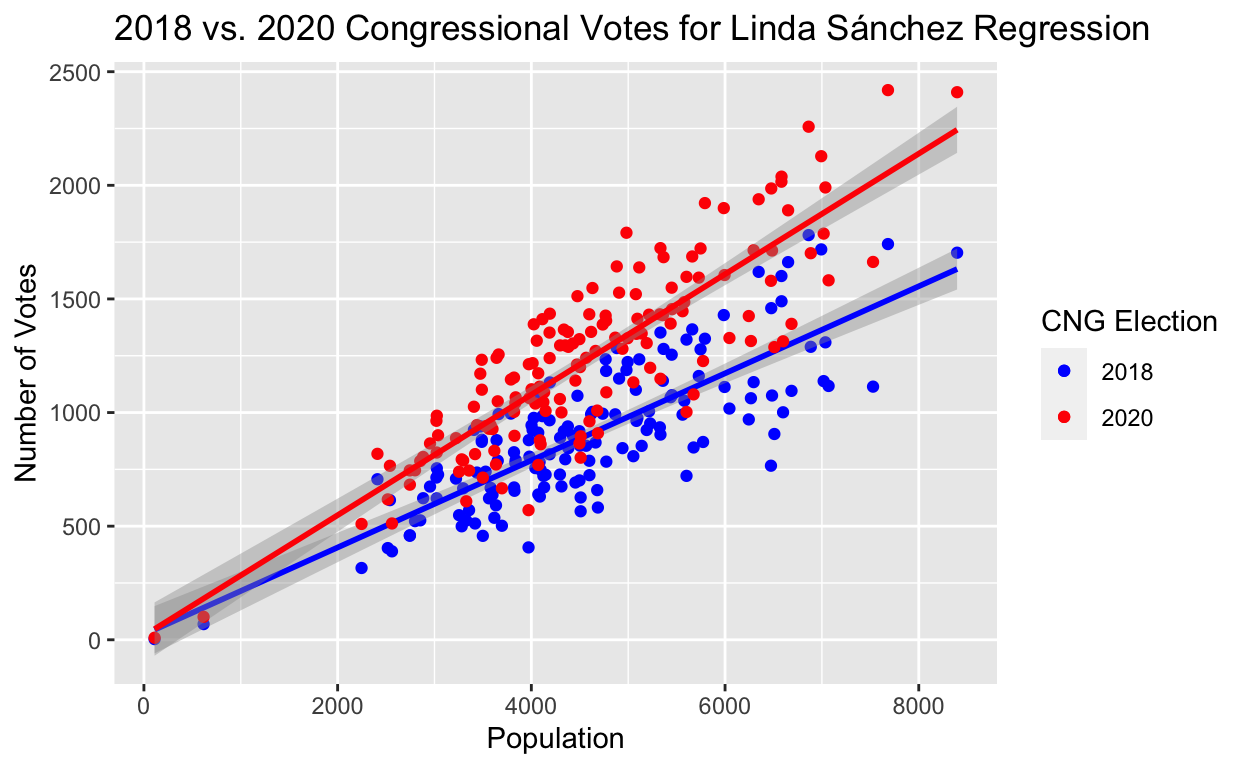 2018 vs. 2020 Congressional Votes for Linda Sánchez Regression
2500
2000
1500
1000
500
0
Number of Votes
0 2000 4000 6000 8000
Population
CNG Election
2018
2020